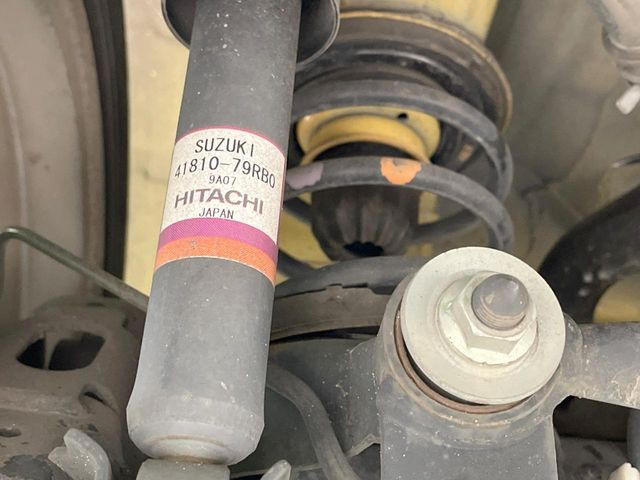 SUZUKI
41810-79RB0
9A07
HITACHI
JAPAN